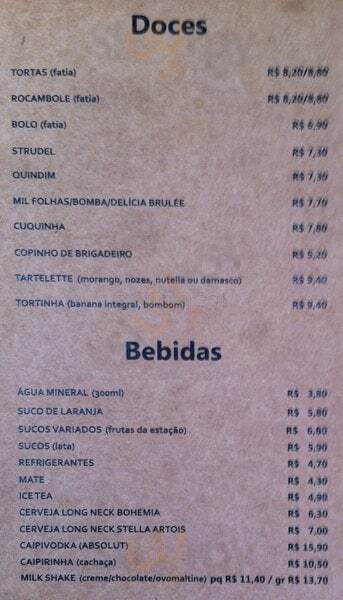 Doces
TORTAS (fatia) R$ 8,20/8,80
ROCAMBOLE (fatia) R$ 8,20/8,80
BOLO (fatia) R$ 6,90
STRUDEL R$ 7,30
QUINDIM R$ 7,30
MIL FOLHAS/BOMBA/DELÍCIA BRULÉE R$ 7,70
CUQUINHA R$ 7,80
COPINHO DE BRIGADEIRO R$ 5,20
TARTELETTE (morango, nozes, nutella ou damasco) R$ 9,40
TORTINHA (banana integral, bombom) R$ 9,40
Bebidas
ÁGUA MINERAL (300ml) R$ 3,80
SUCO DE LARANJA R$ 5,80
SUCOS VARIADOS (frutas da estação) R$ 6,80
SUCOS (lata) R$ 5,90
REFRIGERANTES R$ 4,70
MATE R$ 4,30
ICE TEA R$ 4,90
CERVEJA LONG NECK BOHEMIA R$ 6,30
CERVEJA LONG NECK STELLA ARTOIS R$ 7,00
CAIPIVODKA (ABSOLUT) R$ 15,90
CAIPIRINHA (cachaça) R$ 10,50
MILK SHAKE (creme/chocolate/ovomaltine) pq R$ 11,40 / gr R$ 13,70